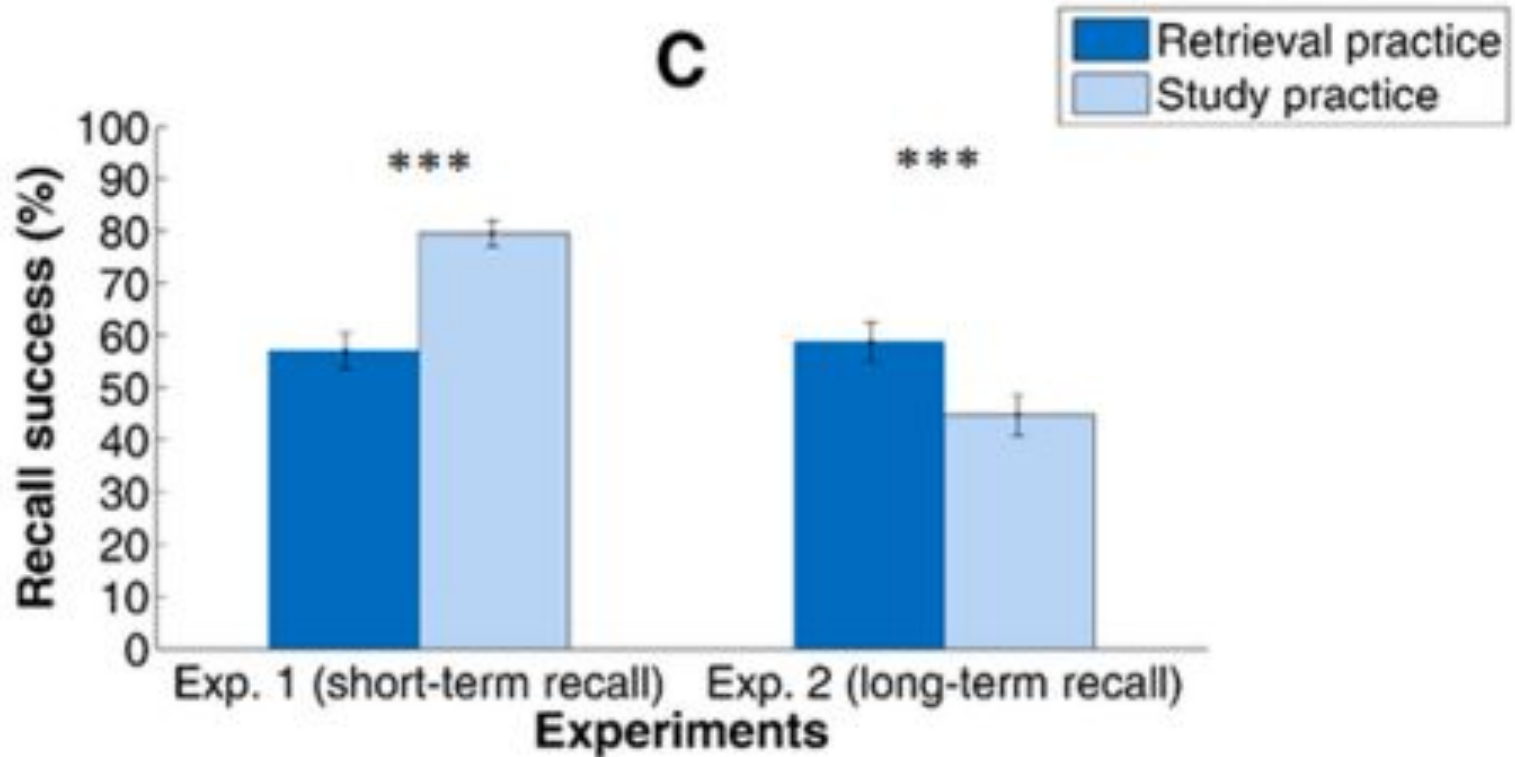 C
Retrieval practice
Study practice
100
90
80
70
60
50
40
30
20
10
0
Recall success (%)
***
***
Exp. 1 (short-term recall)
Exp. 2 (long-term recall)
Experiments